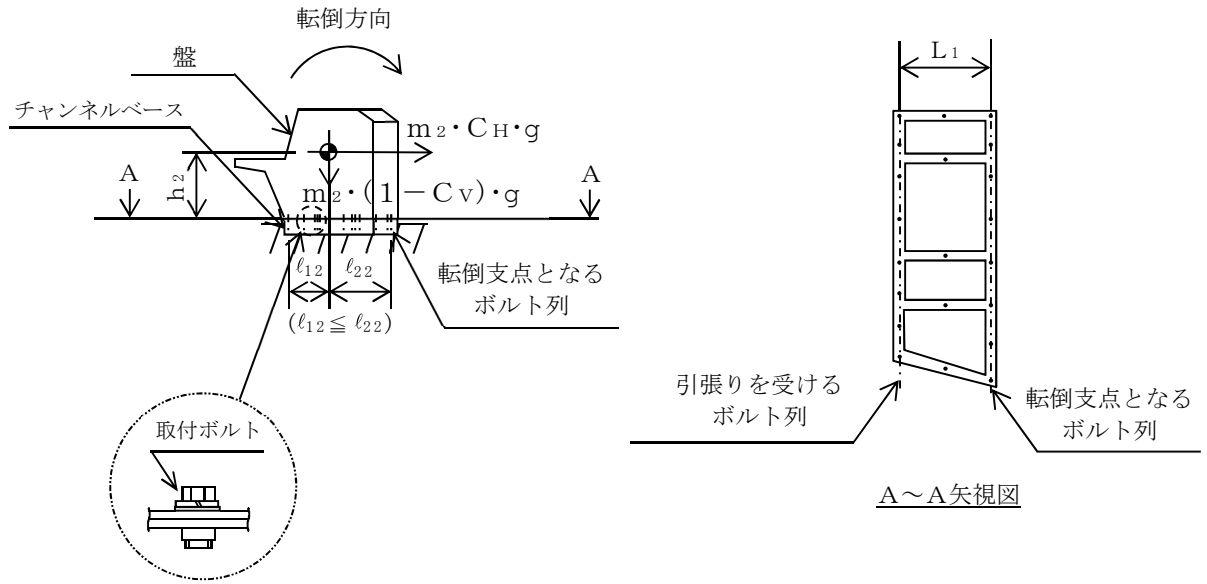 転倒方向
盤
チャンネルベース
m₂・C_H・g
h₂
A
A
m₂・(1－C_V)・g
ℓ₁₂
ℓ₂₂
(ℓ₁₂≦ℓ₂₂)
転倒支点となる
ボルト列
取付ボルト
L₁
引張りを受ける
ボルト列
転倒支点となる
ボルト列
A～A矢視図